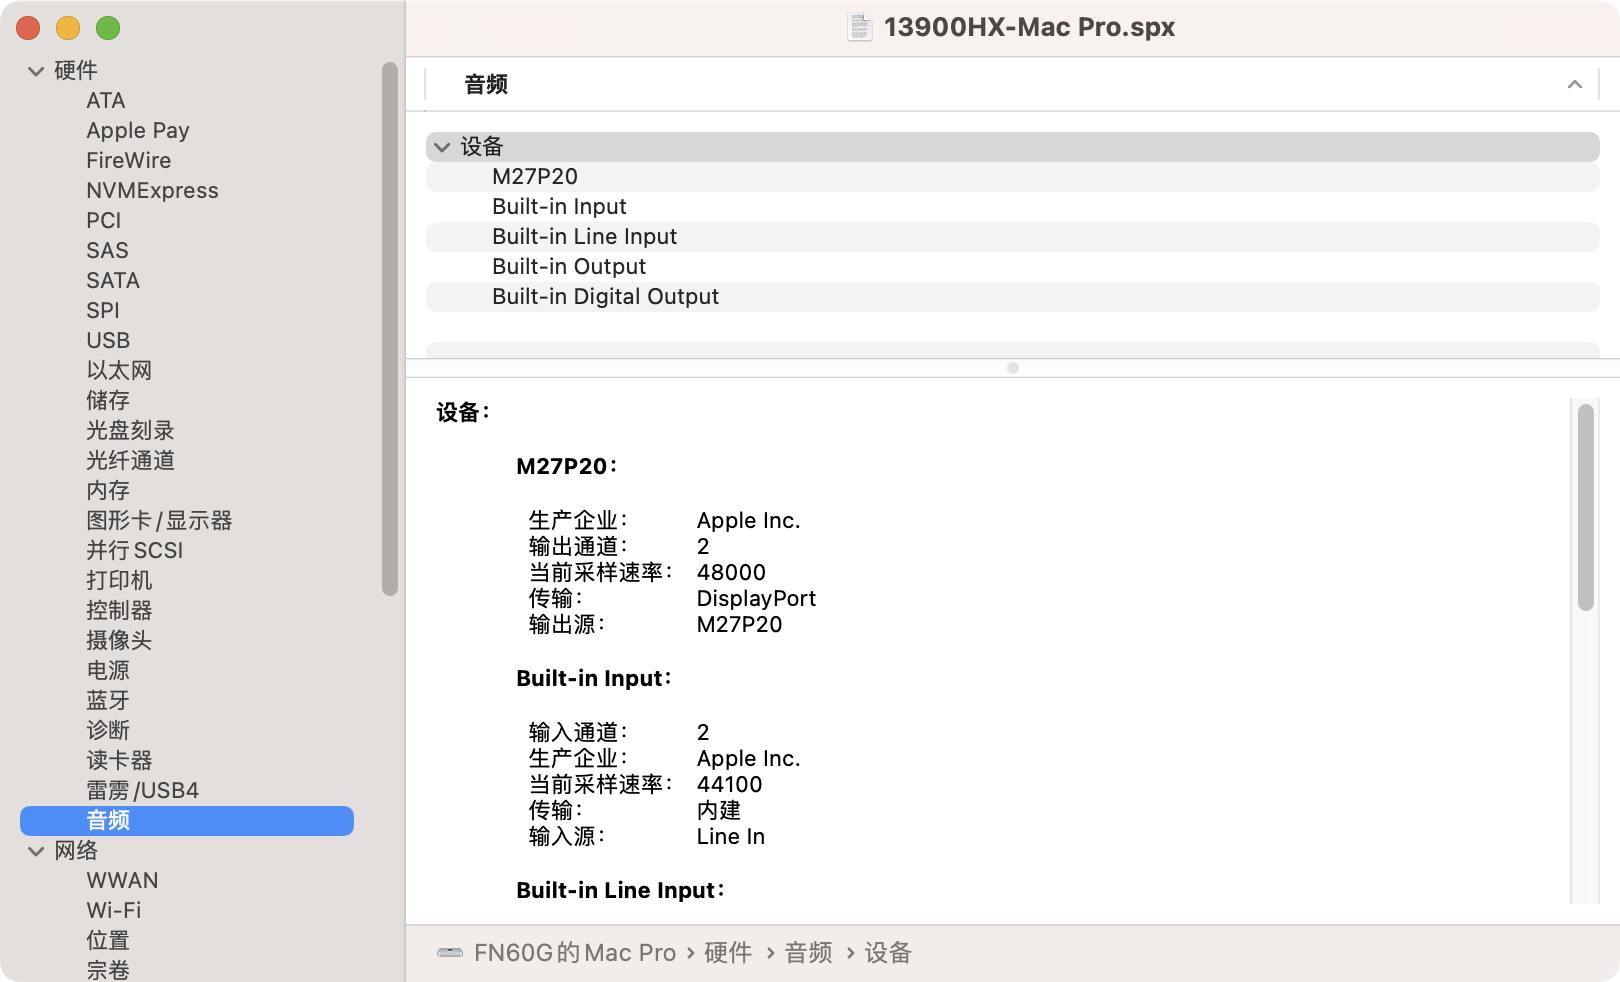 13900HX-Mac Pro.spx
硬件
ATA
Apple Pay
FireWire
NVMExpress
PCI
SAS
SATA
SPI
USB
以太网
储存
光盘刻录
光纤通道
内存
图形卡/显示器
并行SCSI
打印机
控制器
摄像头
电源
蓝牙
诊断
读卡器
雷雳/USB4
音频
网络
WWAN
Wi-Fi
位置
宗卷
音频
设备
M27P20
Built-in Input
Built-in Line Input
Built-in Output
Built-in Digital Output
设备：
M27P20：
生产企业： Apple Inc.
输出通道： 2
当前采样速率： 48000
传输： DisplayPort
输出源： M27P20
Built-in Input：
输入通道： 2
生产企业： Apple Inc.
当前采样速率： 44100
传输： 内建
输入源： Line In
Built-in Line Input：
FN60G的Mac Pro › 硬件 › 音频 › 设备